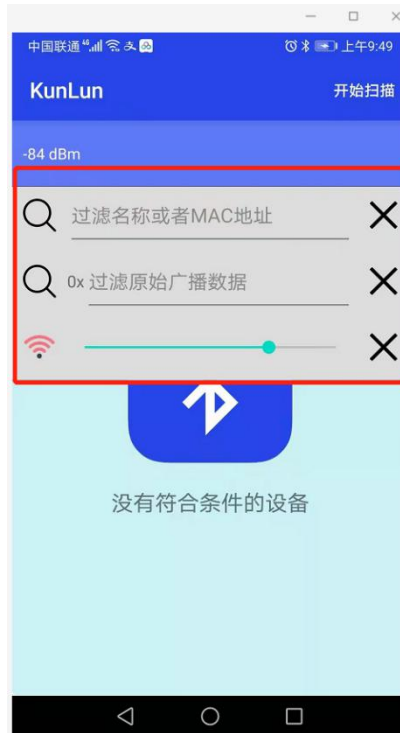 中国联通 46 上午9:49
KunLun 开始扫描
-84 dBm
过滤名称或者MAC地址
0x 过滤原始广播数据
没有符合条件的设备